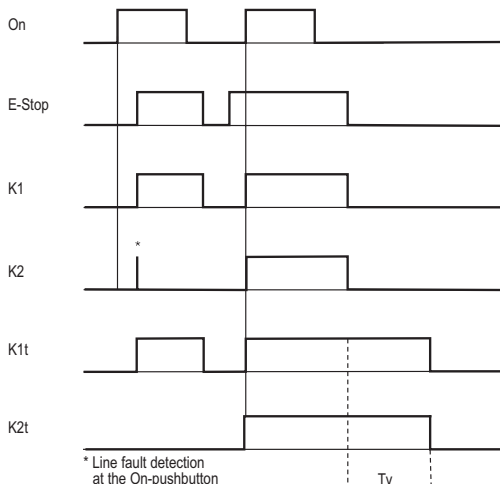 On
E-Stop
K1
*
K2
K1t
K2t
* Line fault detection
at the On-pushbutton
Tv